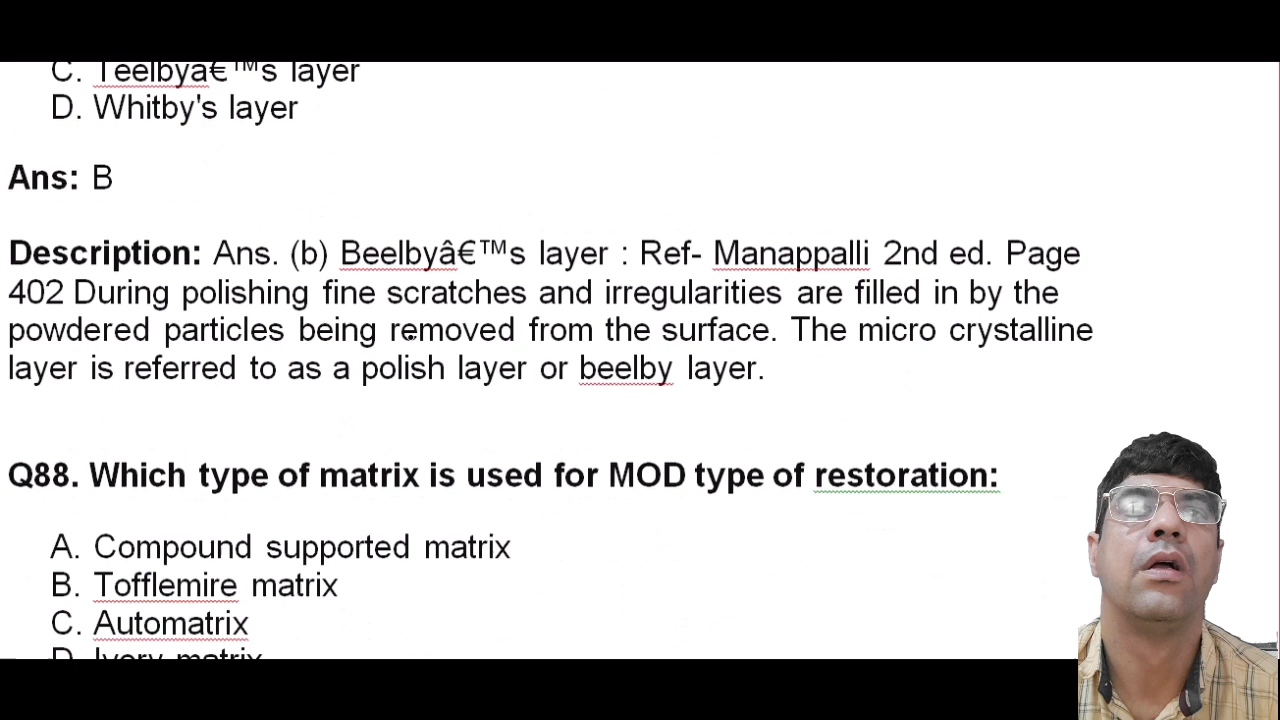 C. Teelbyâ€™s layer
D. Whitby's layer
Ans: B
Description: Ans. (b) Beelbyâ€™s layer : Ref- Manappalli 2nd ed. Page
402 During polishing fine scratches and irregularities are filled in by the
powdered particles being removed from the surface. The micro crystalline
layer is referred to as a polish layer or beelby layer.
Q88. Which type of matrix is used for MOD type of restoration:
A. Compound supported matrix
B. Tofflemire matrix
C. Automatrix
D. Ivory matrix